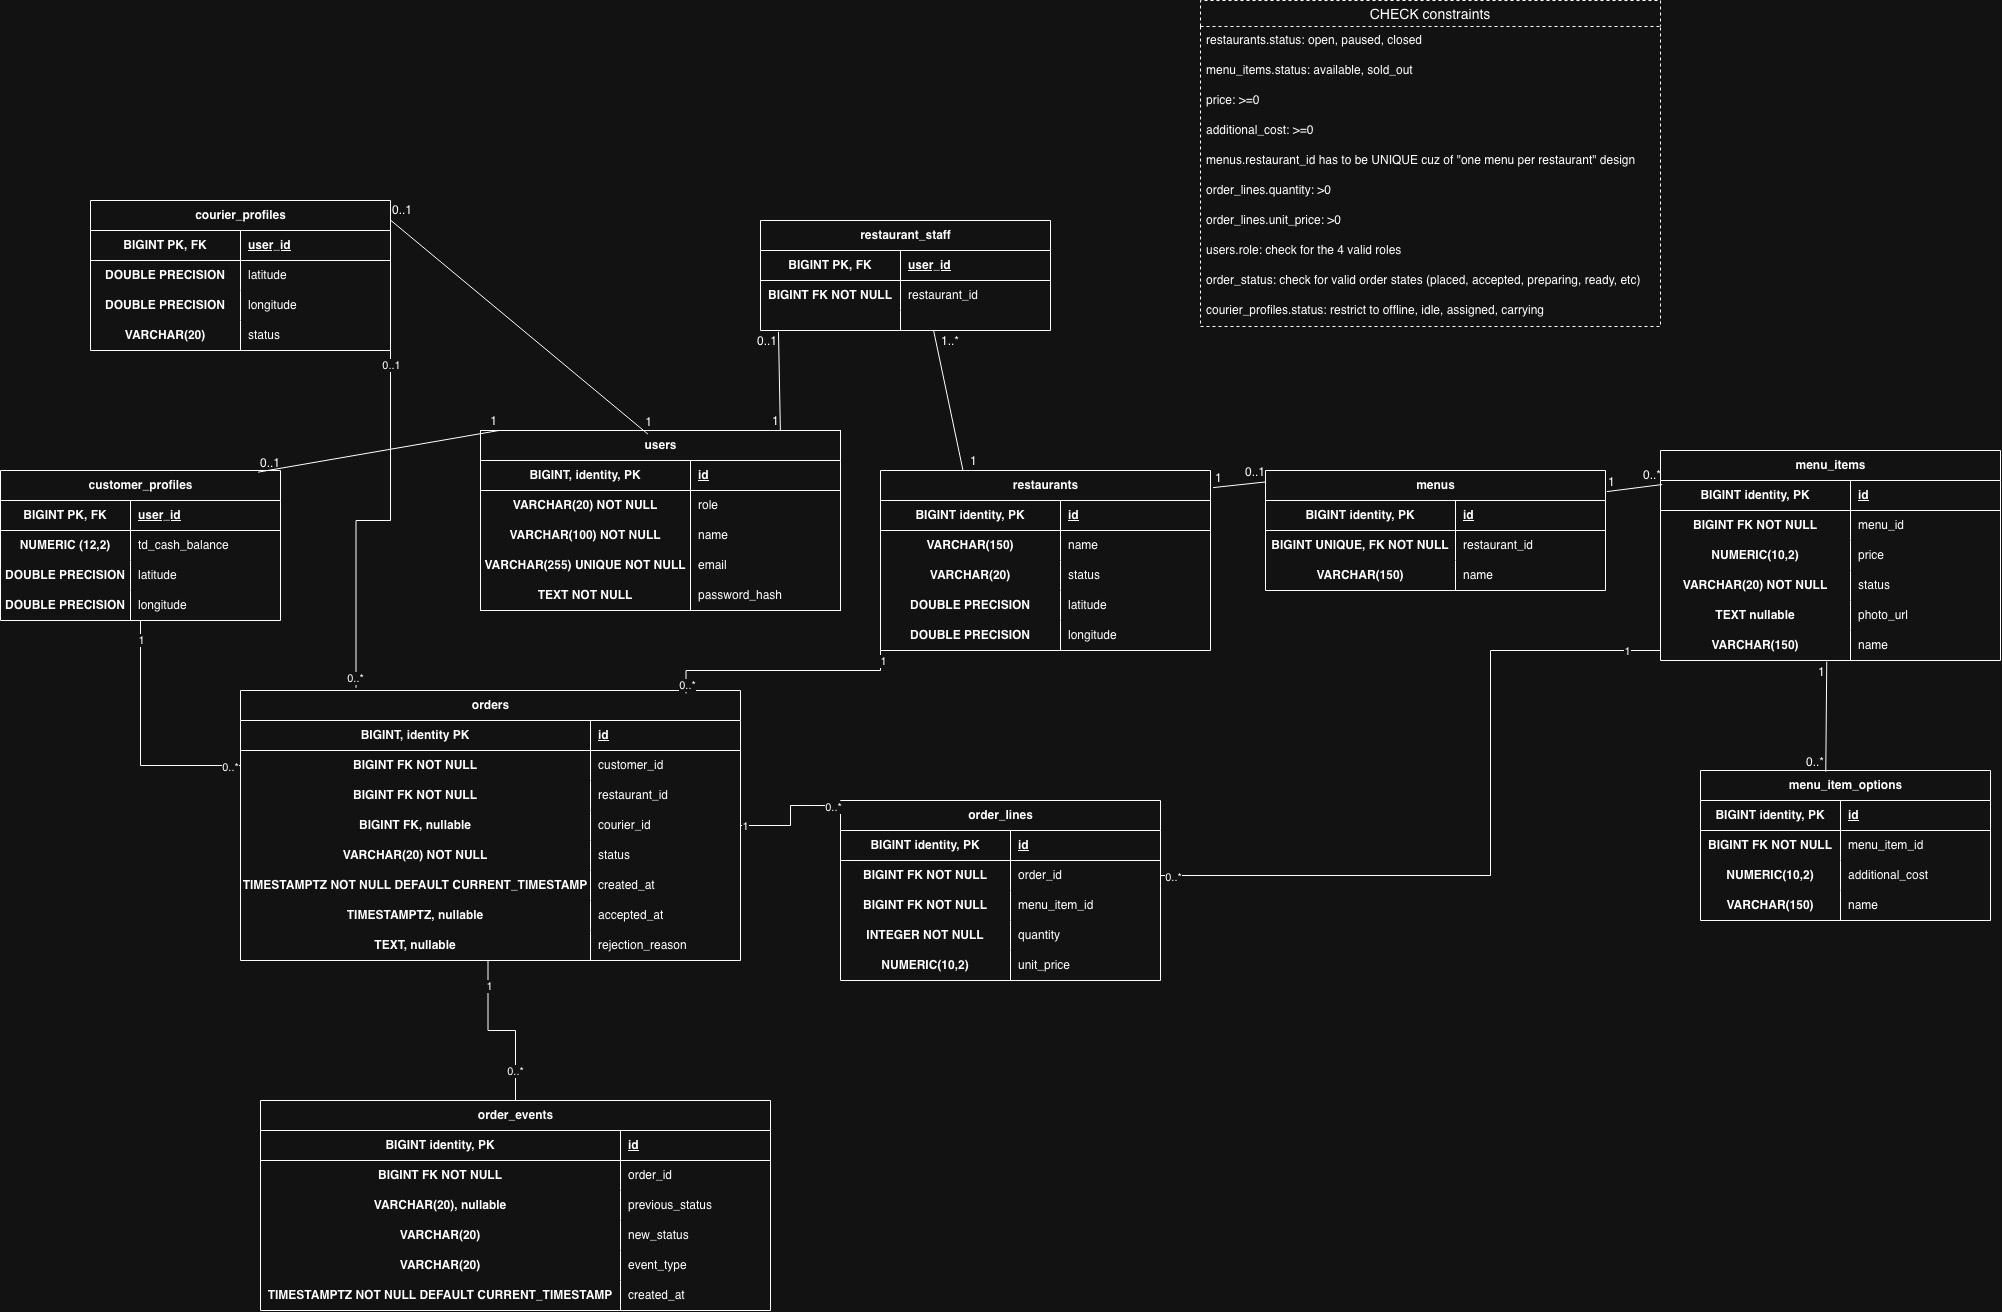 CHECK constraints
restaurants.status: open, paused, closed
menu_items.status: available, sold_out
price: >=0
additional_cost: >=0
menus.restaurant_id has to be UNIQUE cuz of "one menu per restaurant" design
order_lines.quantity: >0
order_lines.unit_price: >0
users.role: check for the 4 valid roles
order_status: check for valid order states (placed, accepted, preparing, ready, etc)
courier_profiles.status: restrict to offline, idle, assigned, carrying
courier_profiles
BIGINT PK, FK user_id
DOUBLE PRECISION latitude
DOUBLE PRECISION longitude
VARCHAR(20) status
0..1
0..1
restaurant_staff
BIGINT PK, FK user_id
BIGINT FK NOT NULL restaurant_id
0..1
1..*
1
1
1
0..1
1
users
BIGINT, identity, PK id
VARCHAR(20) NOT NULL role
VARCHAR(100) NOT NULL name
VARCHAR(255) UNIQUE NOT NULL email
TEXT NOT NULL password_hash
customer_profiles
BIGINT PK, FK user_id
NUMERIC (12,2) td_cash_balance
DOUBLE PRECISION latitude
DOUBLE PRECISION longitude
1
restaurants
BIGINT identity, PK id
VARCHAR(150) name
VARCHAR(20) status
DOUBLE PRECISION latitude
DOUBLE PRECISION longitude
1
1
0..1
menus
BIGINT identity, PK id
BIGINT UNIQUE, FK NOT NULL restaurant_id
VARCHAR(150) name
1
0..*
menu_items
BIGINT identity, PK id
BIGINT FK NOT NULL menu_id
NUMERIC(10,2) price
VARCHAR(20) NOT NULL status
TEXT nullable photo_url
VARCHAR(150) name
1
1
0..*
0..*
0..*
orders
BIGINT, identity PK id
BIGINT FK NOT NULL customer_id
BIGINT FK NOT NULL restaurant_id
BIGINT FK, nullable courier_id
VARCHAR(20) NOT NULL status
TIMESTAMPTZ NOT NULL DEFAULT CURRENT_TIMESTAMP created_at
TIMESTAMPTZ, nullable accepted_at
TEXT, nullable rejection_reason
0..*
1
0..*
order_lines
BIGINT identity, PK id
BIGINT FK NOT NULL order_id
BIGINT FK NOT NULL menu_item_id
INTEGER NOT NULL quantity
NUMERIC(10,2) unit_price
0..*
menu_item_options
BIGINT identity, PK id
BIGINT FK NOT NULL menu_item_id
NUMERIC(10,2) additional_cost
VARCHAR(150) name
1
0..*
order_events
BIGINT identity, PK id
BIGINT FK NOT NULL order_id
VARCHAR(20), nullable previous_status
VARCHAR(20) new_status
VARCHAR(20) event_type
TIMESTAMPTZ NOT NULL DEFAULT CURRENT_TIMESTAMP created_at